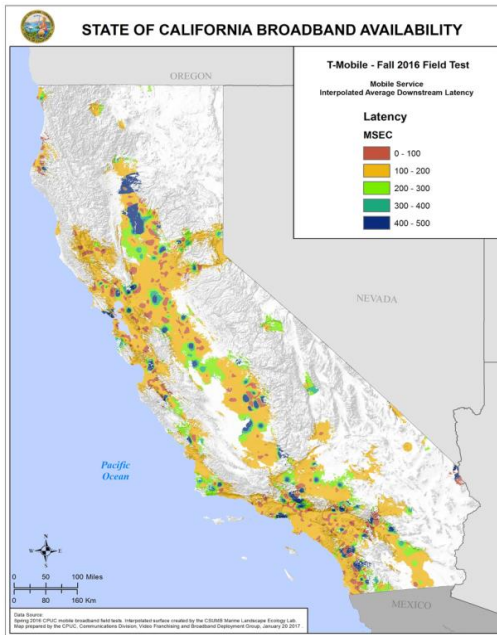 STATE OF CALIFORNIA BROADBAND AVAILABILITY
T-Mobile - Fall 2016 Field Test
Mobile Service
Interpolated Average Downstream Latency
Latency
MSEC
0 - 100
100 - 200
200 - 300
300 - 400
400 - 500
OREGON
NEVADA
Pacific
Ocean
MEXICO
N
W
E
S
0 50 100 Miles
0 80 160 Km
Data Source:
Spring 2016 CPUC mobile broadband field tests. Interpolated surface created by the CSUMB Marine Landscape Ecology Lab.
Map prepared by the CPUC, Communications Division, Video Franchising and Broadband Deployment Group, January 20 2017